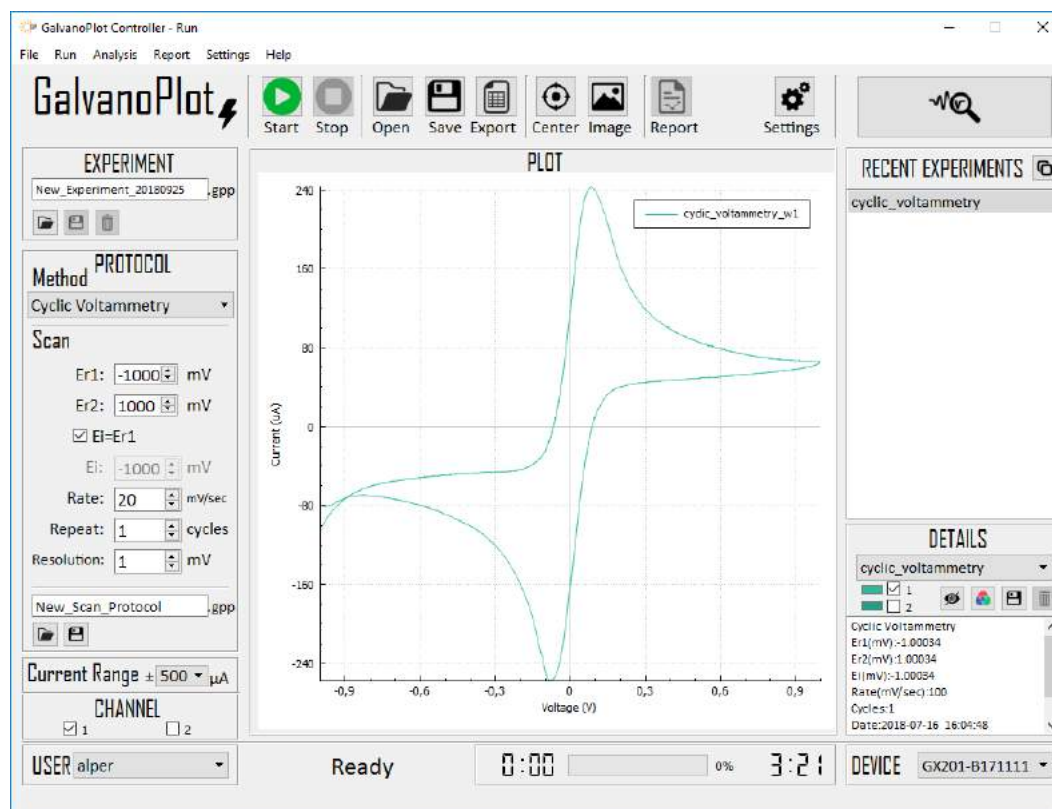 GalvanoPlot Controller - Run
File Run Analysis Report Settings Help
GalvanoPlot
Start Stop Open Save Export Center Image Report Settings
EXPERIMENT
New_Experiment_20180925 .gpp
PROTOCOL
Method
Cyclic Voltammetry
Scan
Er1: -1000 mV
Er2: 1000 mV
Ei=Er1
Ei: -1000 mV
Rate: 20 mV/sec
Repeat: 1 cycles
Resolution: 1 mV
New_Scan_Protocol .gpp
Current Range ± 500 µA
CHANNEL
1 2
USER alper
PLOT
cyclic_voltammetry_w1
240
160
80
0
-80
-160
-240
Current (uA)
-0,9 -0,6 -0,3 0 0,3 0,6 0,9
Voltage (V)
Ready 0:00 0% 3:21
RECENT EXPERIMENTS
cyclic_voltammetry
DETAILS
cyclic_voltammetry
1
2
Cyclic Voltammetry
Er1(mV):-1.00034
Er2(mV):1.00034
Ei(mV):-1.00034
Rate(mV/sec):100
Cycles:1
Date:2018-07-16 16:04:48
DEVICE GX201-B171111